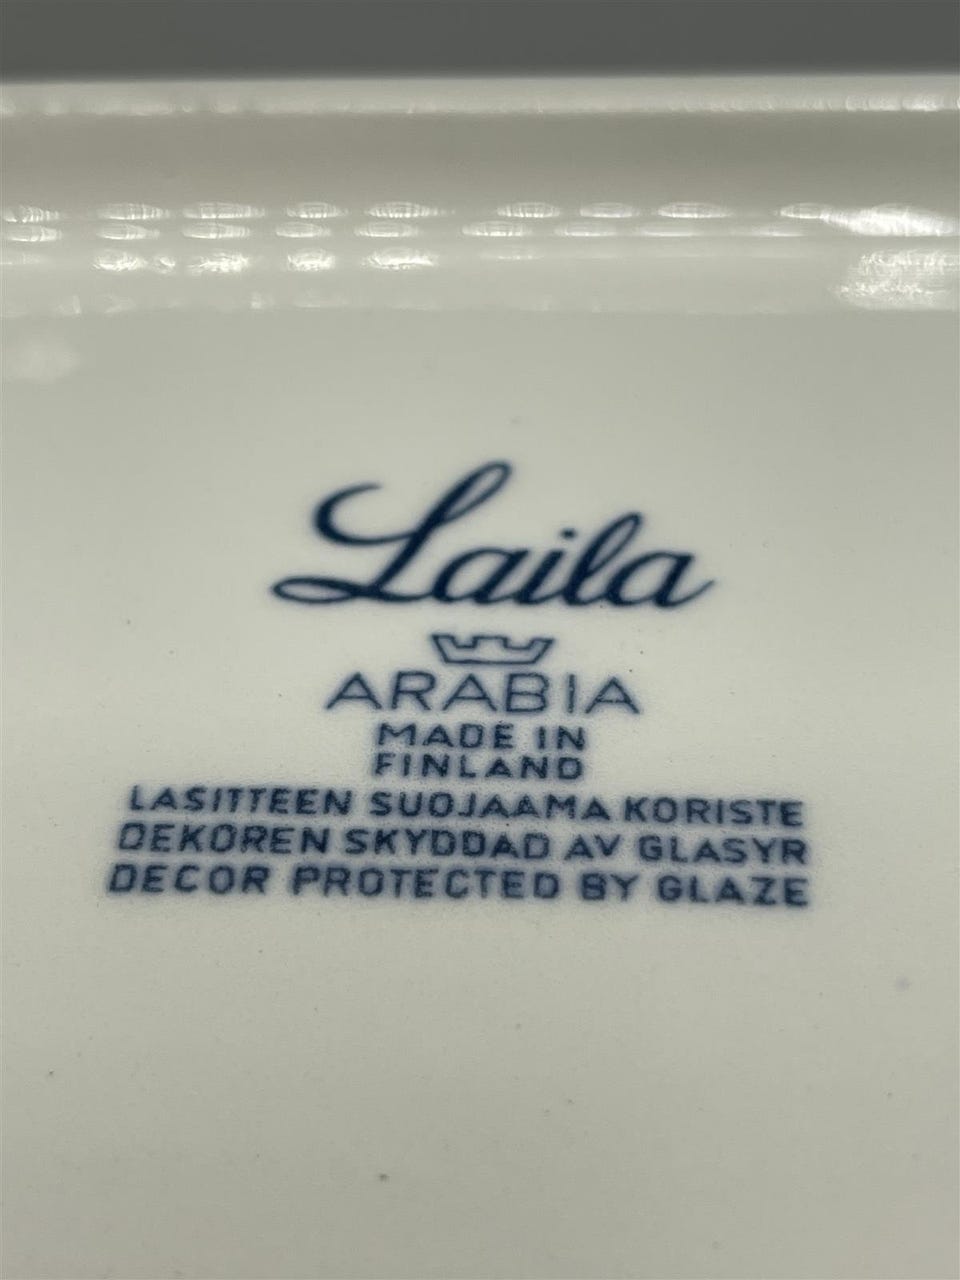 Laila
ARABIA
MADE IN
FINLAND
LASITTEEN SUOJAAMA KORISTE
DEKOREN SKYDDAD AV GLASYR
DECOR PROTECTED BY GLAZE